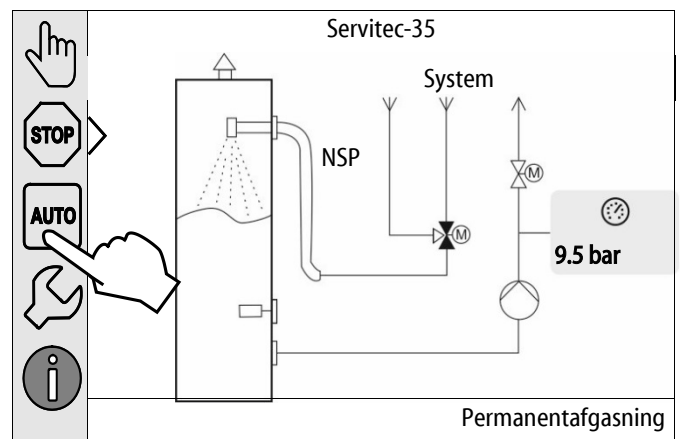 Servitec-35
System
STOP
NSP
M
AUTO
M
9.5 bar
i
Permanentafgasning